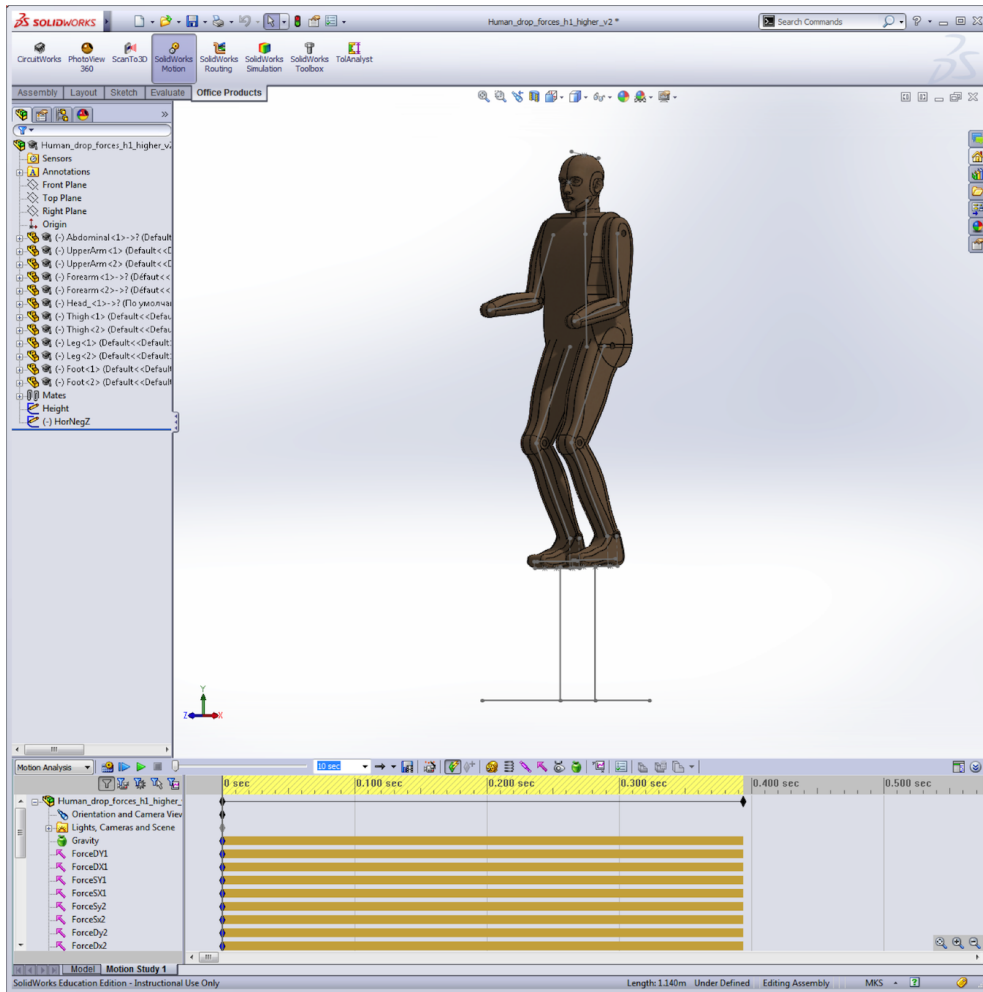 SOLIDWORKS
Human_drop_forces_h1_higher_v2 *
Search Commands
CircuitWorks
PhotoView 360
ScanTo3D
SolidWorks Motion
SolidWorks Routing
SolidWorks Simulation
SolidWorks Toolbox
TolAnalyst
Assembly Layout Sketch Evaluate Office Products
Human_drop_forces_h1_higher_v2
Sensors
Annotations
Front Plane
Top Plane
Right Plane
Origin
(-) Abdominal<1>->? (Default
(-) UpperArm<1> (Default<<D
(-) UpperArm<2> (Default<<D
(-) Forearm<1>->? (Défaut<<
(-) Forearm<2>->? (Défaut<<
(-) Head_<1>->? (По умолча
(-) Thigh<1> (Default<<Defau
(-) Thigh<2> (Default<<Defau
(-) Leg<1> (Default<<Default
(-) Leg<2> (Default<<Default
(-) Foot<1> (Default<<Default
(-) Foot<2> (Default<<Default
Mates
Height
(-) HorNegZ
Y
Z
X
Motion Analysis
10 sec
0 sec 0.100 sec 0.200 sec 0.300 sec 0.400 sec 0.500 sec
Human_drop_forces_h1_higher_
Orientation and Camera View
Lights, Cameras and Scene
Gravity
ForceDY1
ForceDX1
ForceSY1
ForceSX1
ForceSy2
ForceSx2
ForceDy2
ForceDx2
Model Motion Study 1
SolidWorks Education Edition - Instructional Use Only
Length: 1.140m Under Defined Editing Assembly MKS